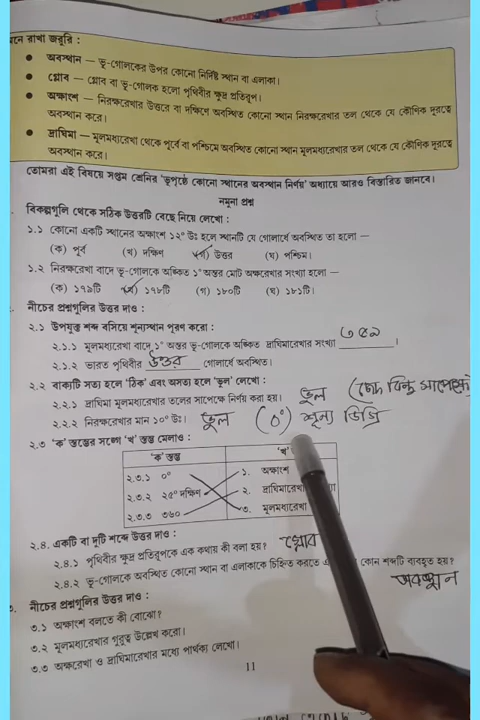 মনে রাখা জরুরি :
● অবস্থান — ভূ-গোলকের উপর কোনো নির্দিষ্ট স্থান বা এলাকা।
● গ্লোব — গ্লোব বা ভূ-গোলক হলো পৃথিবীর ক্ষুদ্র প্রতিরূপ।
● অক্ষাংশ — নিরক্ষরেখার উত্তরে বা দক্ষিণে অবস্থিত কোনো স্থান নিরক্ষরেখার তল থেকে যে কৌণিক দূরত্বে
অবস্থান করে।
● দ্রাঘিমা — মূলমধ্যরেখা থেকে পূর্বে বা পশ্চিমে অবস্থিত কোনো স্থান মূলমধ্যরেখার তল থেকে যে কৌণিক দূরত্বে
অবস্থান করে।
তোমরা এই বিষয়ে সপ্তম শ্রেনির 'ভূপৃষ্ঠে কোনো স্থানের অবস্থান নির্ণয়' অধ্যায়ে আরও বিস্তারিত জানবে।
নমুনা প্রশ্ন
বিকল্পগুলি থেকে সঠিক উত্তরটি বেছে নিয়ে লেখো :
১.১ কোনো একটি স্থানের অক্ষাংশ ১২° উঃ হলে স্থানটি যে গোলার্ধে অবস্থিত তা হলো —
(ক) পূর্ব (খ) দক্ষিণ (গ) উত্তর (ঘ) পশ্চিম।
১.২ নিরক্ষরেখা বাদে ভূ-গোলকে অঙ্কিত ১° অন্তর মোট অক্ষরেখার সংখ্যা হলো —
(ক) ১৭৯টি (খ) ১৭৮টি (গ) ১৮০টি (ঘ) ১৮১টি।
নীচের প্রশ্নগুলির উত্তর দাও :
২.১ উপযুক্ত শব্দ বসিয়ে শূন্যস্থান পূরণ করো :
২.১.১ মূলমধ্যরেখা বাদে ১° অন্তর ভূ-গোলকে অঙ্কিত দ্রাঘিমারেখার সংখ্যা ৩৫৯ ।
২.১.২ ভারত পৃথিবীর উত্তর গোলার্ধে অবস্থিত।
২.২ বাক্যটি সত্য হলে 'ঠিক' এবং অসত্য হলে 'ভুল' লেখো :
২.২.১ দ্রাঘিমা মূলমধ্যরেখার তলের সাপেক্ষে নির্ণয় করা হয়। ভুল (ছেদ বিন্দু সাপেক্ষে)
২.২.২ নিরক্ষরেখার মান ১০° উঃ। ভুল (০°) শূন্য ডিগ্রি
২.৩ 'ক' স্তম্ভের সঙ্গে 'খ' স্তম্ভ মেলাও :
'ক' স্তম্ভ 'খ'
২.৩.১ ০° ১. অক্ষাংশ
২.৩.২ ২৫° দক্ষিণ ২. দ্রাঘিমারেখা
২.৩.৩ ৩৬০ ৩. মূলমধ্যরেখা
২.৪. একটি বা দুটি শব্দে উত্তর দাও :
২.৪.১ পৃথিবীর ক্ষুদ্র প্রতিরূপকে এক কথায় কী বলা হয়? গ্লোব
২.৪.২ ভূ-গোলকে অবস্থিত কোনো স্থান বা এলাকাকে চিহ্নিত করতে কোন শব্দটি ব্যবহৃত হয়?
অবস্থান
৩. নীচের প্রশ্নগুলির উত্তর দাও :
৩.১ অক্ষাংশ বলতে কী বোঝো?
৩.২ মূলমধ্যরেখার গুরুত্ব উল্লেখ করো।
৩.৩ অক্ষরেখা ও দ্রাঘিমারেখার মধ্যে পার্থক্য লেখো।
11